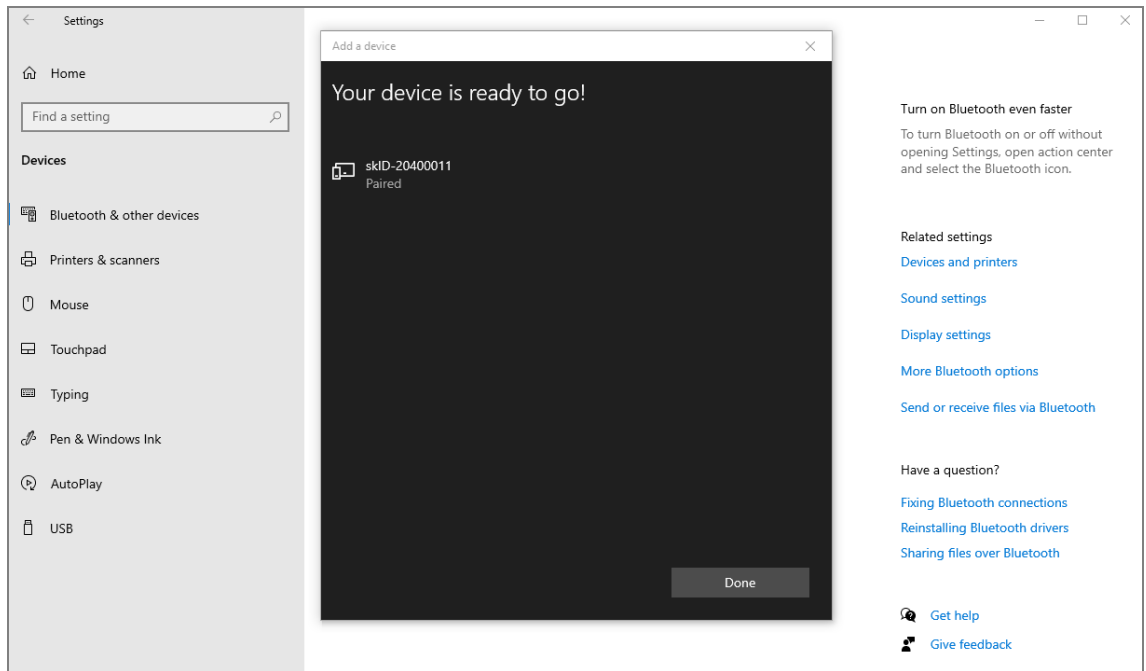 Settings
Home
Find a setting
Devices
Bluetooth & other devices
Printers & scanners
Mouse
Touchpad
Typing
Pen & Windows Ink
AutoPlay
USB
Add a device
Your device is ready to go!
skID-20400011
Paired
Done
Turn on Bluetooth even faster
To turn Bluetooth on or off without
opening Settings, open action center
and select the Bluetooth icon.
Related settings
Devices and printers
Sound settings
Display settings
More Bluetooth options
Send or receive files via Bluetooth
Have a question?
Fixing Bluetooth connections
Reinstalling Bluetooth drivers
Sharing files over Bluetooth
Get help
Give feedback